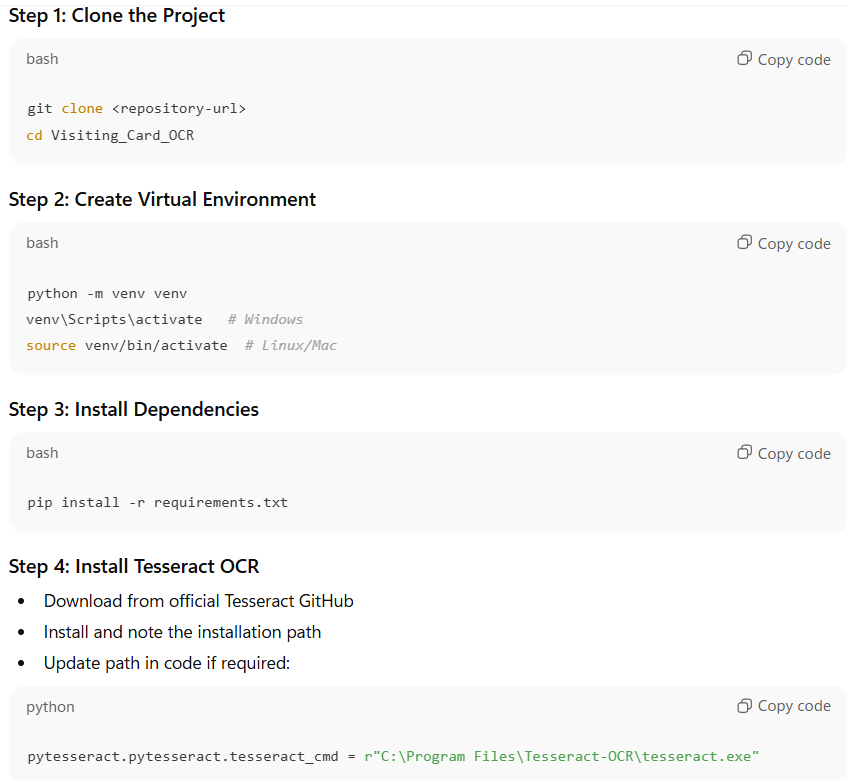 Step 1: Clone the Project
bash
Copy code
git clone <repository-url>
cd Visiting_Card_OCR
Step 2: Create Virtual Environment
bash
Copy code
python -m venv venv
venv\Scripts\activate   # Windows
source venv/bin/activate  # Linux/Mac
Step 3: Install Dependencies
bash
Copy code
pip install -r requirements.txt
Step 4: Install Tesseract OCR
• Download from official Tesseract GitHub
• Install and note the installation path
• Update path in code if required:
python
Copy code
pytesseract.pytesseract.tesseract_cmd = r"C:\Program Files\Tesseract-OCR\tesseract.exe"